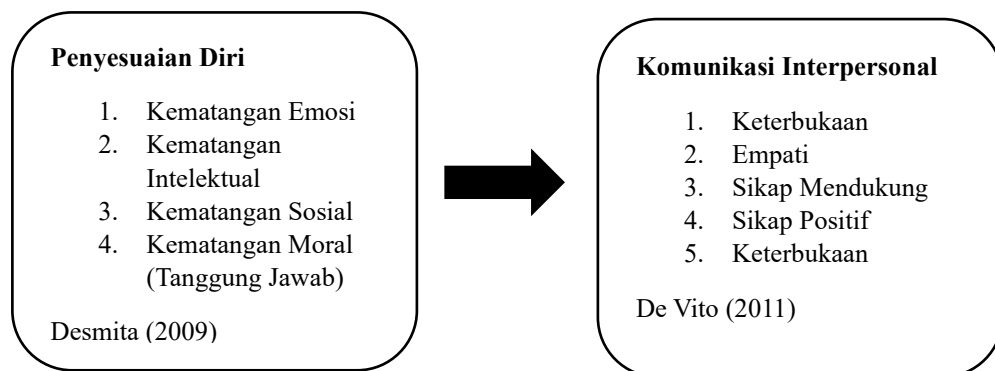 Penyesuaian Diri
1. Kematangan Emosi
2. Kematangan
Intelektual
3. Kematangan Sosial
4. Kematangan Moral
(Tanggung Jawab)
Desmita (2009)
Komunikasi Interpersonal
1. Keterbukaan
2. Empati
3. Sikap Mendukung
4. Sikap Positif
5. Keterbukaan
De Vito (2011)